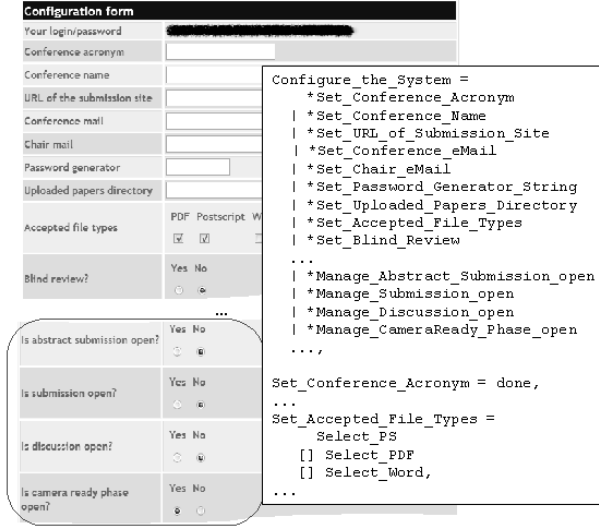 Configuration form
Your login/password
Conference acronym
Conference name
URL of the submission site
Conference mail
Chair mail
Password generator
Uploaded papers directory
Accepted file types
PDF Postscript W
Blind review?
Yes No
...
Is abstract submission open?
Yes No
Is submission open?
Yes No
Is discussion open?
Yes No
Is camera ready phase
open?
Yes No
Configure_the_System =
*Set_Conference_Acronym
| *Set_Conference_Name
| *Set_URL_of_Submission_Site
| *Set_Conference_eMail
| *Set_Chair_eMail
| *Set_Password_Generator_String
| *Set_Uploaded_Papers_Directory
| *Set_Accepted_File_Types
| *Set_Blind_Review
...
| *Manage_Abstract_Submission_open
| *Manage_Submission_open
| *Manage_Discussion_open
| *Manage_CameraReady_Phase_open
...,
Set_Conference_Acronym = done,
...
Set_Accepted_File_Types =
Select_PS
[] Select_PDF
[] Select_Word,
...